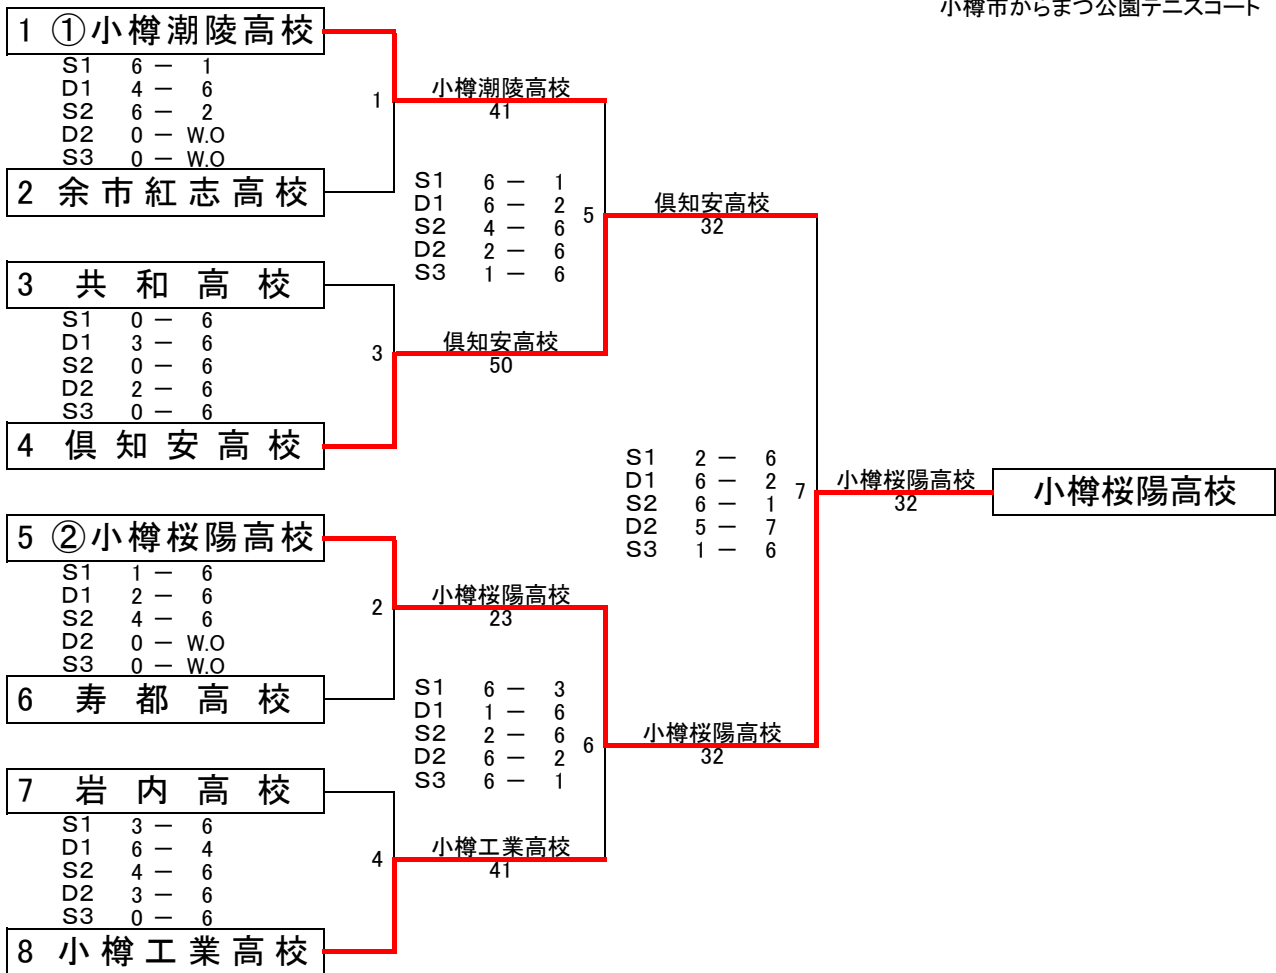 小樽市からまつ公園テニスコート
1 ①小樽潮陵高校
S1 6 － 1
D1 4 － 6
S2 6 － 2
D2 0 － W.O
S3 0 － W.O
2 余市紅志高校
1
小樽潮陵高校
41
3 共和高校
S1 0 － 6
D1 3 － 6
S2 0 － 6
D2 2 － 6
S3 0 － 6
4 倶知安高校
3
倶知安高校
50
S1 6 － 1
D1 6 － 2
S2 4 － 6
D2 2 － 6
S3 1 － 6
5
倶知安高校
32
5 ②小樽桜陽高校
S1 1 － 6
D1 2 － 6
S2 4 － 6
D2 0 － W.O
S3 0 － W.O
6 寿都高校
2
小樽桜陽高校
23
7 岩内高校
S1 3 － 6
D1 6 － 4
S2 4 － 6
D2 3 － 6
S3 0 － 6
8 小樽工業高校
4
小樽工業高校
41
S1 6 － 3
D1 1 － 6
S2 2 － 6
D2 6 － 2
S3 6 － 1
6
小樽桜陽高校
32
S1 2 － 6
D1 6 － 2
S2 6 － 1
D2 5 － 7
S3 1 － 6
7
小樽桜陽高校
32
小樽桜陽高校